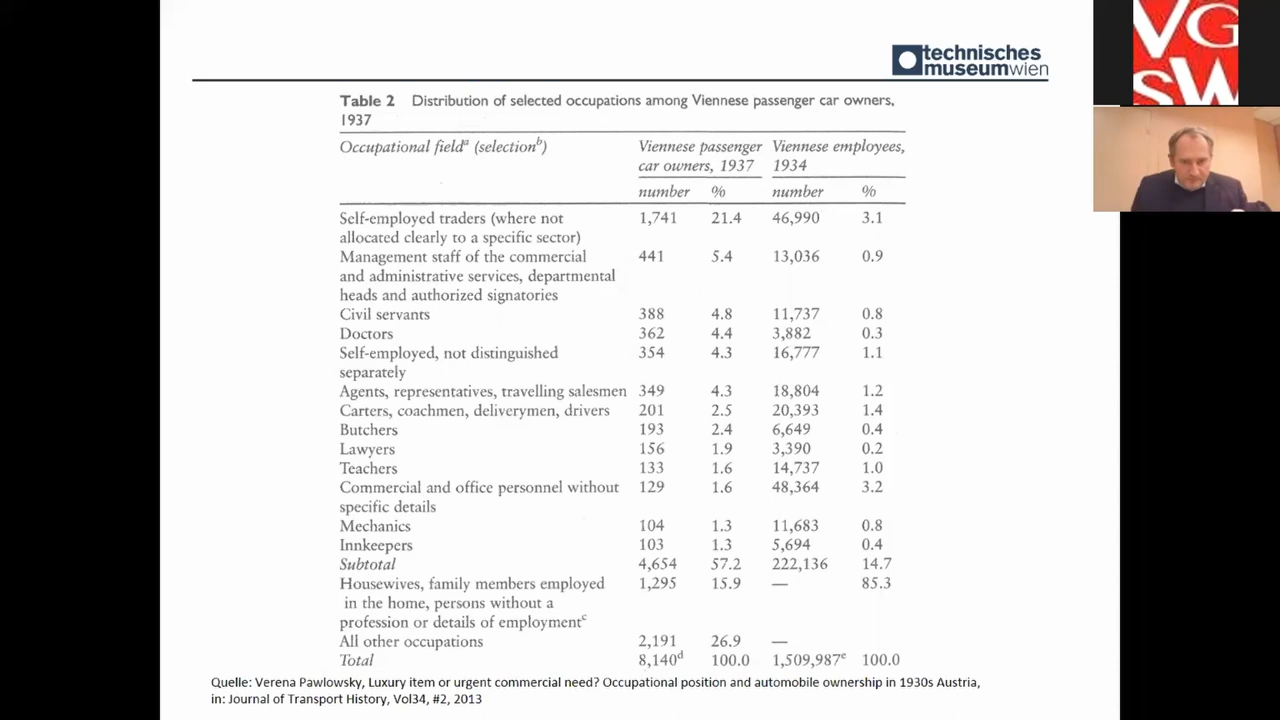 technisches
museumwien
VG
SW
Table 2 Distribution of selected occupations among Viennese passenger car owners,
1937
Occupational fieldᵃ (selectionᵇ) Viennese passenger Viennese employees,
car owners, 1937 1934
number % number %
Self-employed traders (where not 1,741 21.4 46,990 3.1
allocated clearly to a specific sector)
Management staff of the commercial 441 5.4 13,036 0.9
and administrative services, departmental
heads and authorized signatories
Civil servants 388 4.8 11,737 0.8
Doctors 362 4.4 3,882 0.3
Self-employed, not distinguished 354 4.3 16,777 1.1
separately
Agents, representatives, travelling salesmen 349 4.3 18,804 1.2
Carters, coachmen, deliverymen, drivers 201 2.5 20,393 1.4
Butchers 193 2.4 6,649 0.4
Lawyers 156 1.9 3,390 0.2
Teachers 133 1.6 14,737 1.0
Commercial and office personnel without 129 1.6 48,364 3.2
specific details
Mechanics 104 1.3 11,683 0.8
Innkeepers 103 1.3 5,694 0.4
Subtotal 4,654 57.2 222,136 14.7
Housewives, family members employed 1,295 15.9 — 85.3
in the home, persons without a
profession or details of employmentᶜ
All other occupations 2,191 26.9 —
Total 8,140ᵈ 100.0 1,509,987ᵉ 100.0
Quelle: Verena Pawlowsky, Luxury item or urgent commercial need? Occupational position and automobile ownership in 1930s Austria,
in: Journal of Transport History, Vol34, #2, 2013